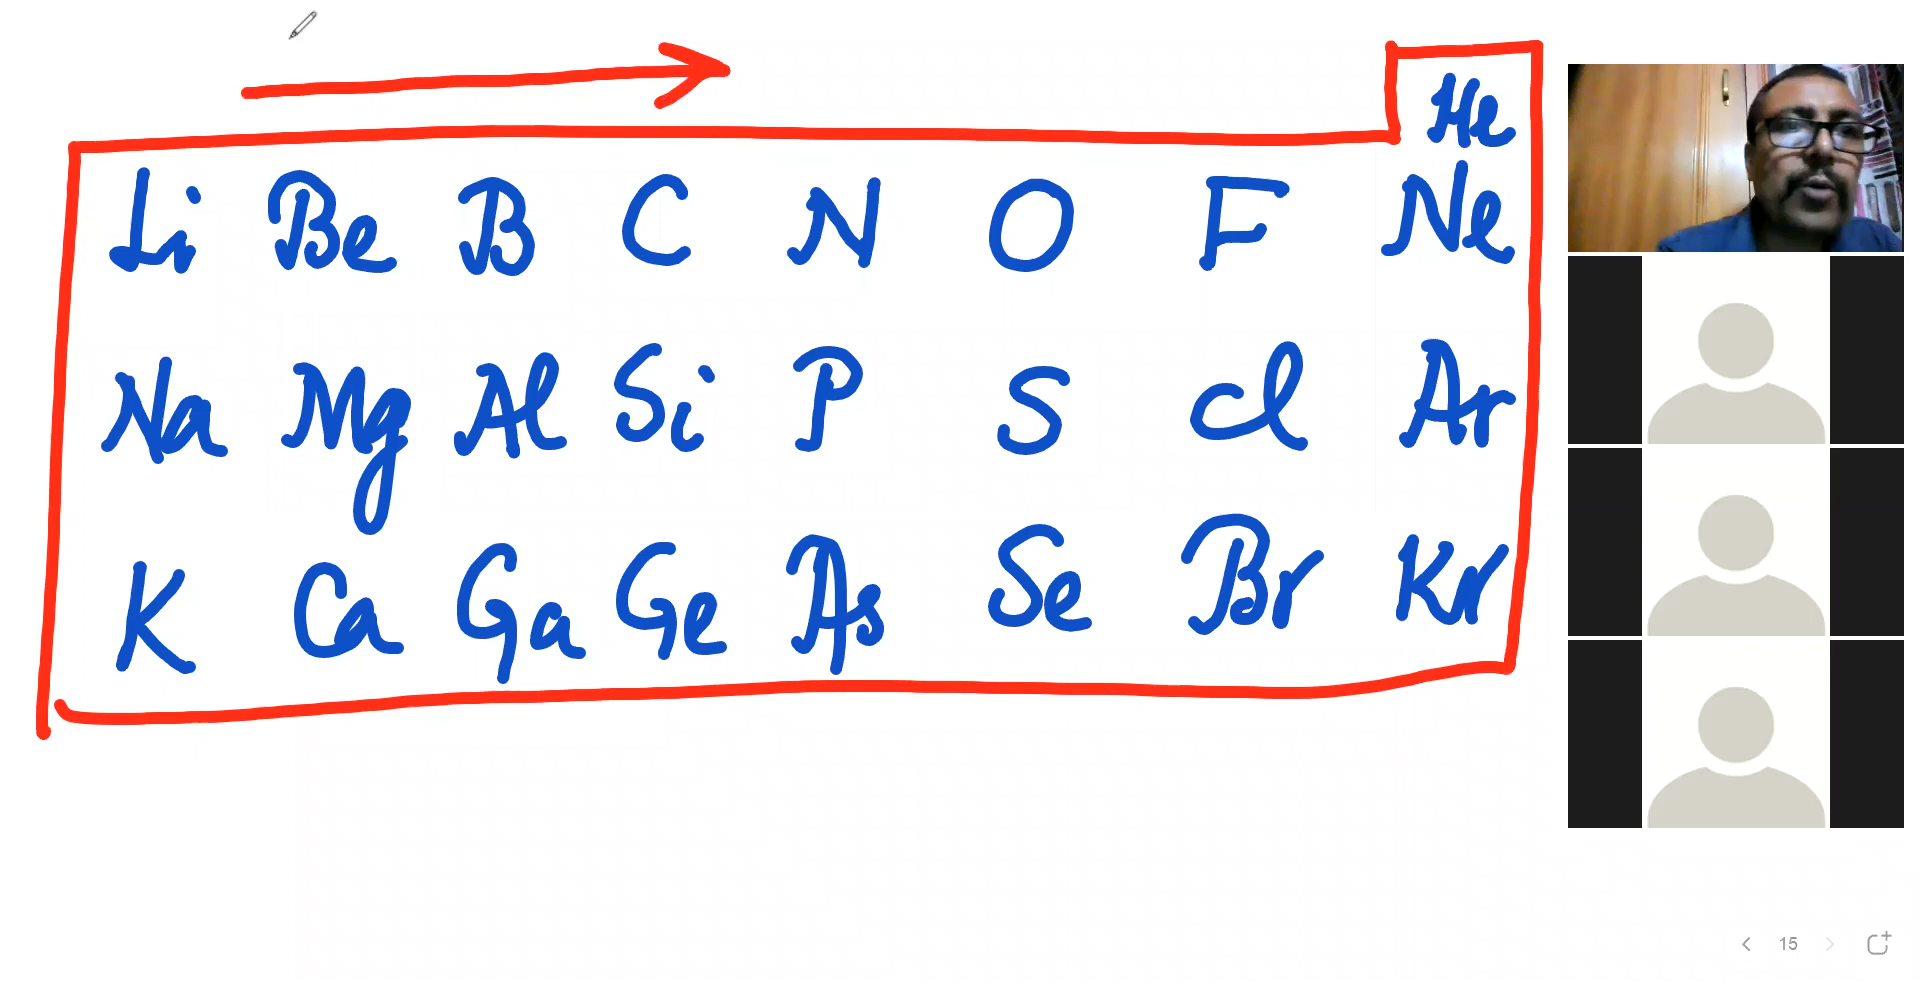 He
Li Be B C N O F Ne
Na Mg Al Si P S Cl Ar
K Ca Ga Ge As Se Br Kr
15